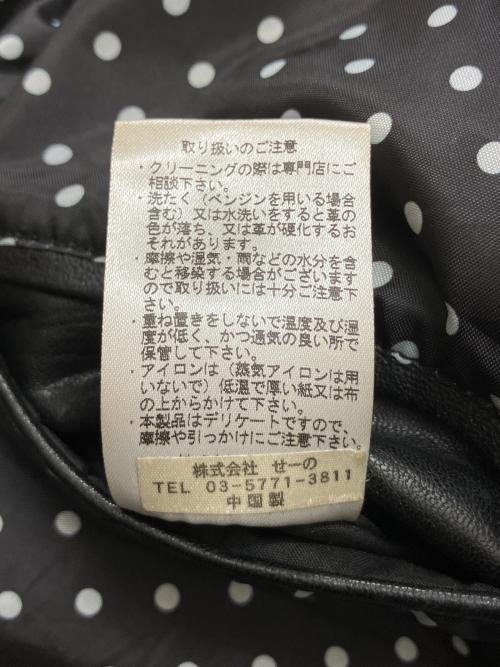 取り扱いのご注意
・クリーニングの際は専門店にご
相談下さい。
・洗たく（ベンジンを用いる場合
含む）又は水洗いをすると革の
色が落ち、又は革が硬化するお
それがあります。
・摩擦や湿気・雨などの水分を含
むと移染する場合がございます
ので取り扱いには十分ご注意下
さい。
・重ね置きをしないで温度及び湿
度が低く、かつ通気の良い所で
保管して下さい。
・アイロンは（蒸気アイロンは用
いないで）低温で厚い紙又は布
の上からかけて下さい。
・本製品はデリケートですので、
摩擦や引っかけにご注意下さい。
株式会社 せーの
TEL 03-5771-3811
中国製